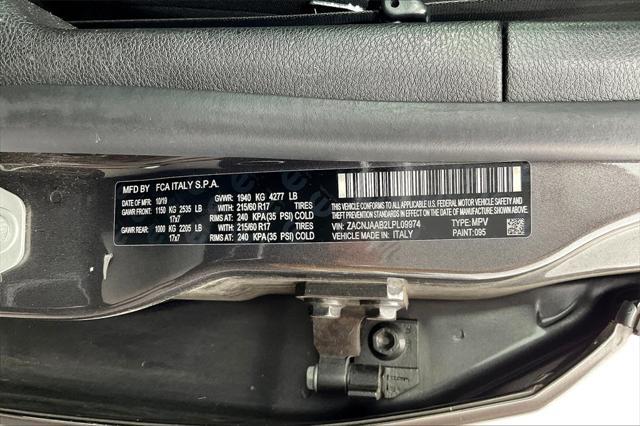 MFD BY FCA ITALY S.P.A.
DATE OF MFR: 10/19 GVWR: 1940 KG 4277 LB
GAWR FRONT: 1150 KG 2535 LB WITH: 215/60 R17 TIRES
17x7 RIMS AT: 240 KPA(35 PSI) COLD
GAWR REAR: 1000 KG 2205 LB WITH: 215/60 R17 TIRES
17x7 RIMS AT: 240 KPA(35 PSI) COLD
THIS VEHICLE CONFORMS TO ALL APPLICABLE U.S. FEDERAL MOTOR VEHICLE
SAFETY, BUMPER AND THEFT PREVENTION STANDARDS IN
EFFECT ON THE DATE OF MANUFACTURE SHOWN ABOVE.
VIN: ZACNJAAB2LPL09974 TYPE: MPV
VEHICLE MADE IN: ITALY PAINT: 095